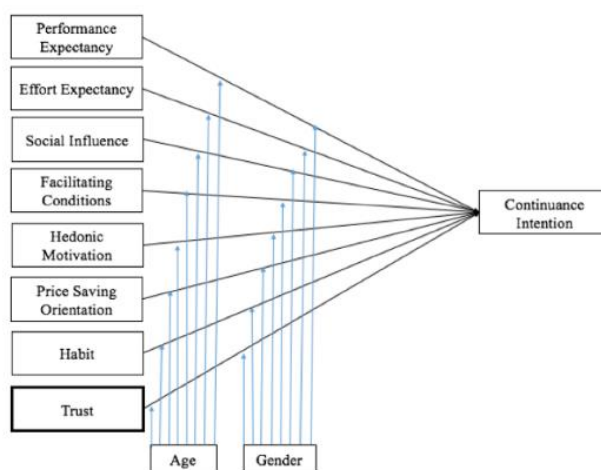 Performance
Expectancy
Effort Expectancy
Social Influence
Facilitating
Conditions
Hedonic
Motivation
Price Saving
Orientation
Habit
Trust
Continuance
Intention
Age
Gender